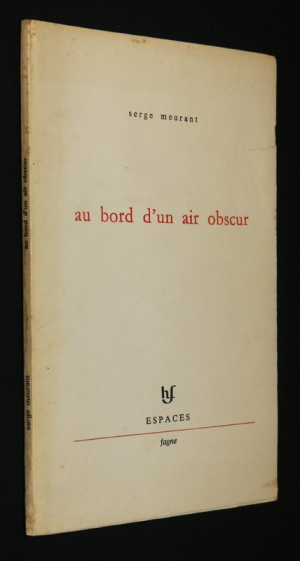 serge meurant
au bord d'un air obscur
hf
ESPACES
fagne
au bord d'un air obscur
serge meurant